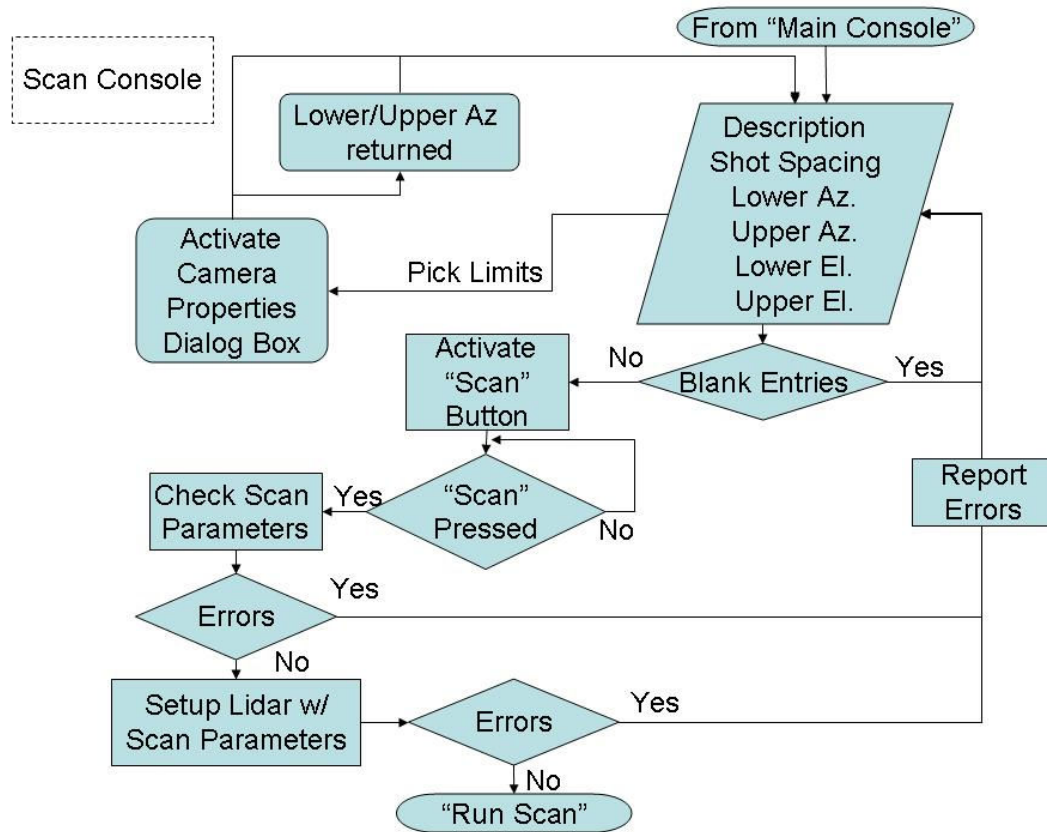 From “Main Console”
Scan Console
Lower/Upper Az
returned
Description
Shot Spacing
Lower Az.
Upper Az.
Lower El.
Upper El.
Activate
Camera
Properties
Dialog Box
Pick Limits
Activate
“Scan”
Button
No
Blank Entries
Yes
Report
Errors
Check Scan
Parameters
Yes
“Scan”
Pressed
No
Errors
Yes
No
Setup Lidar w/
Scan Parameters
Errors
Yes
No
“Run Scan”